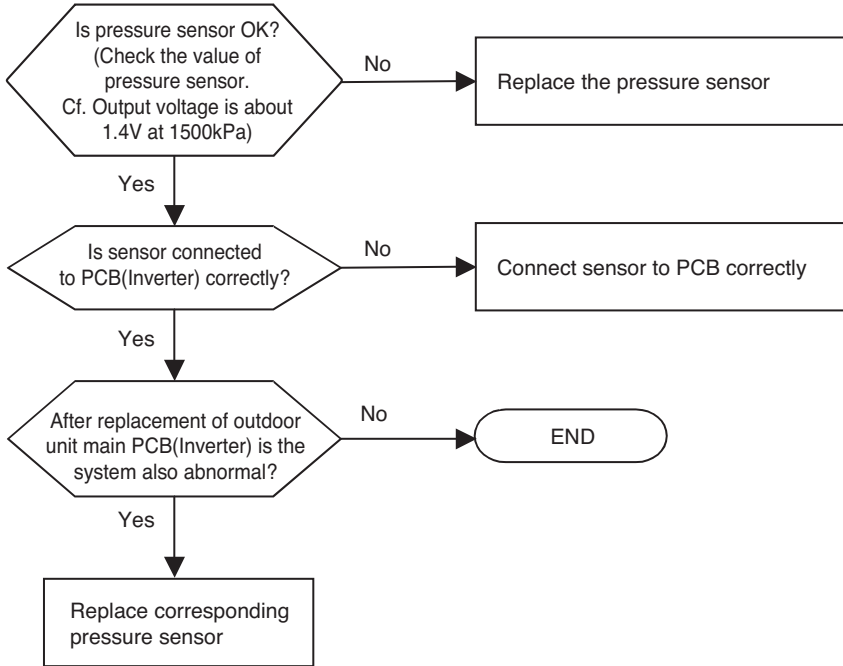 Is pressure sensor OK?
(Check the value of
pressure sensor.
Cf. Output voltage is about
1.4V at 1500kPa)
No
Replace the pressure sensor
Yes
Is sensor connected
to PCB(Inverter) correctly?
No
Connect sensor to PCB correctly
Yes
After replacement of outdoor
unit main PCB(Inverter) is the
system also abnormal?
No
END
Yes
Replace corresponding
pressure sensor